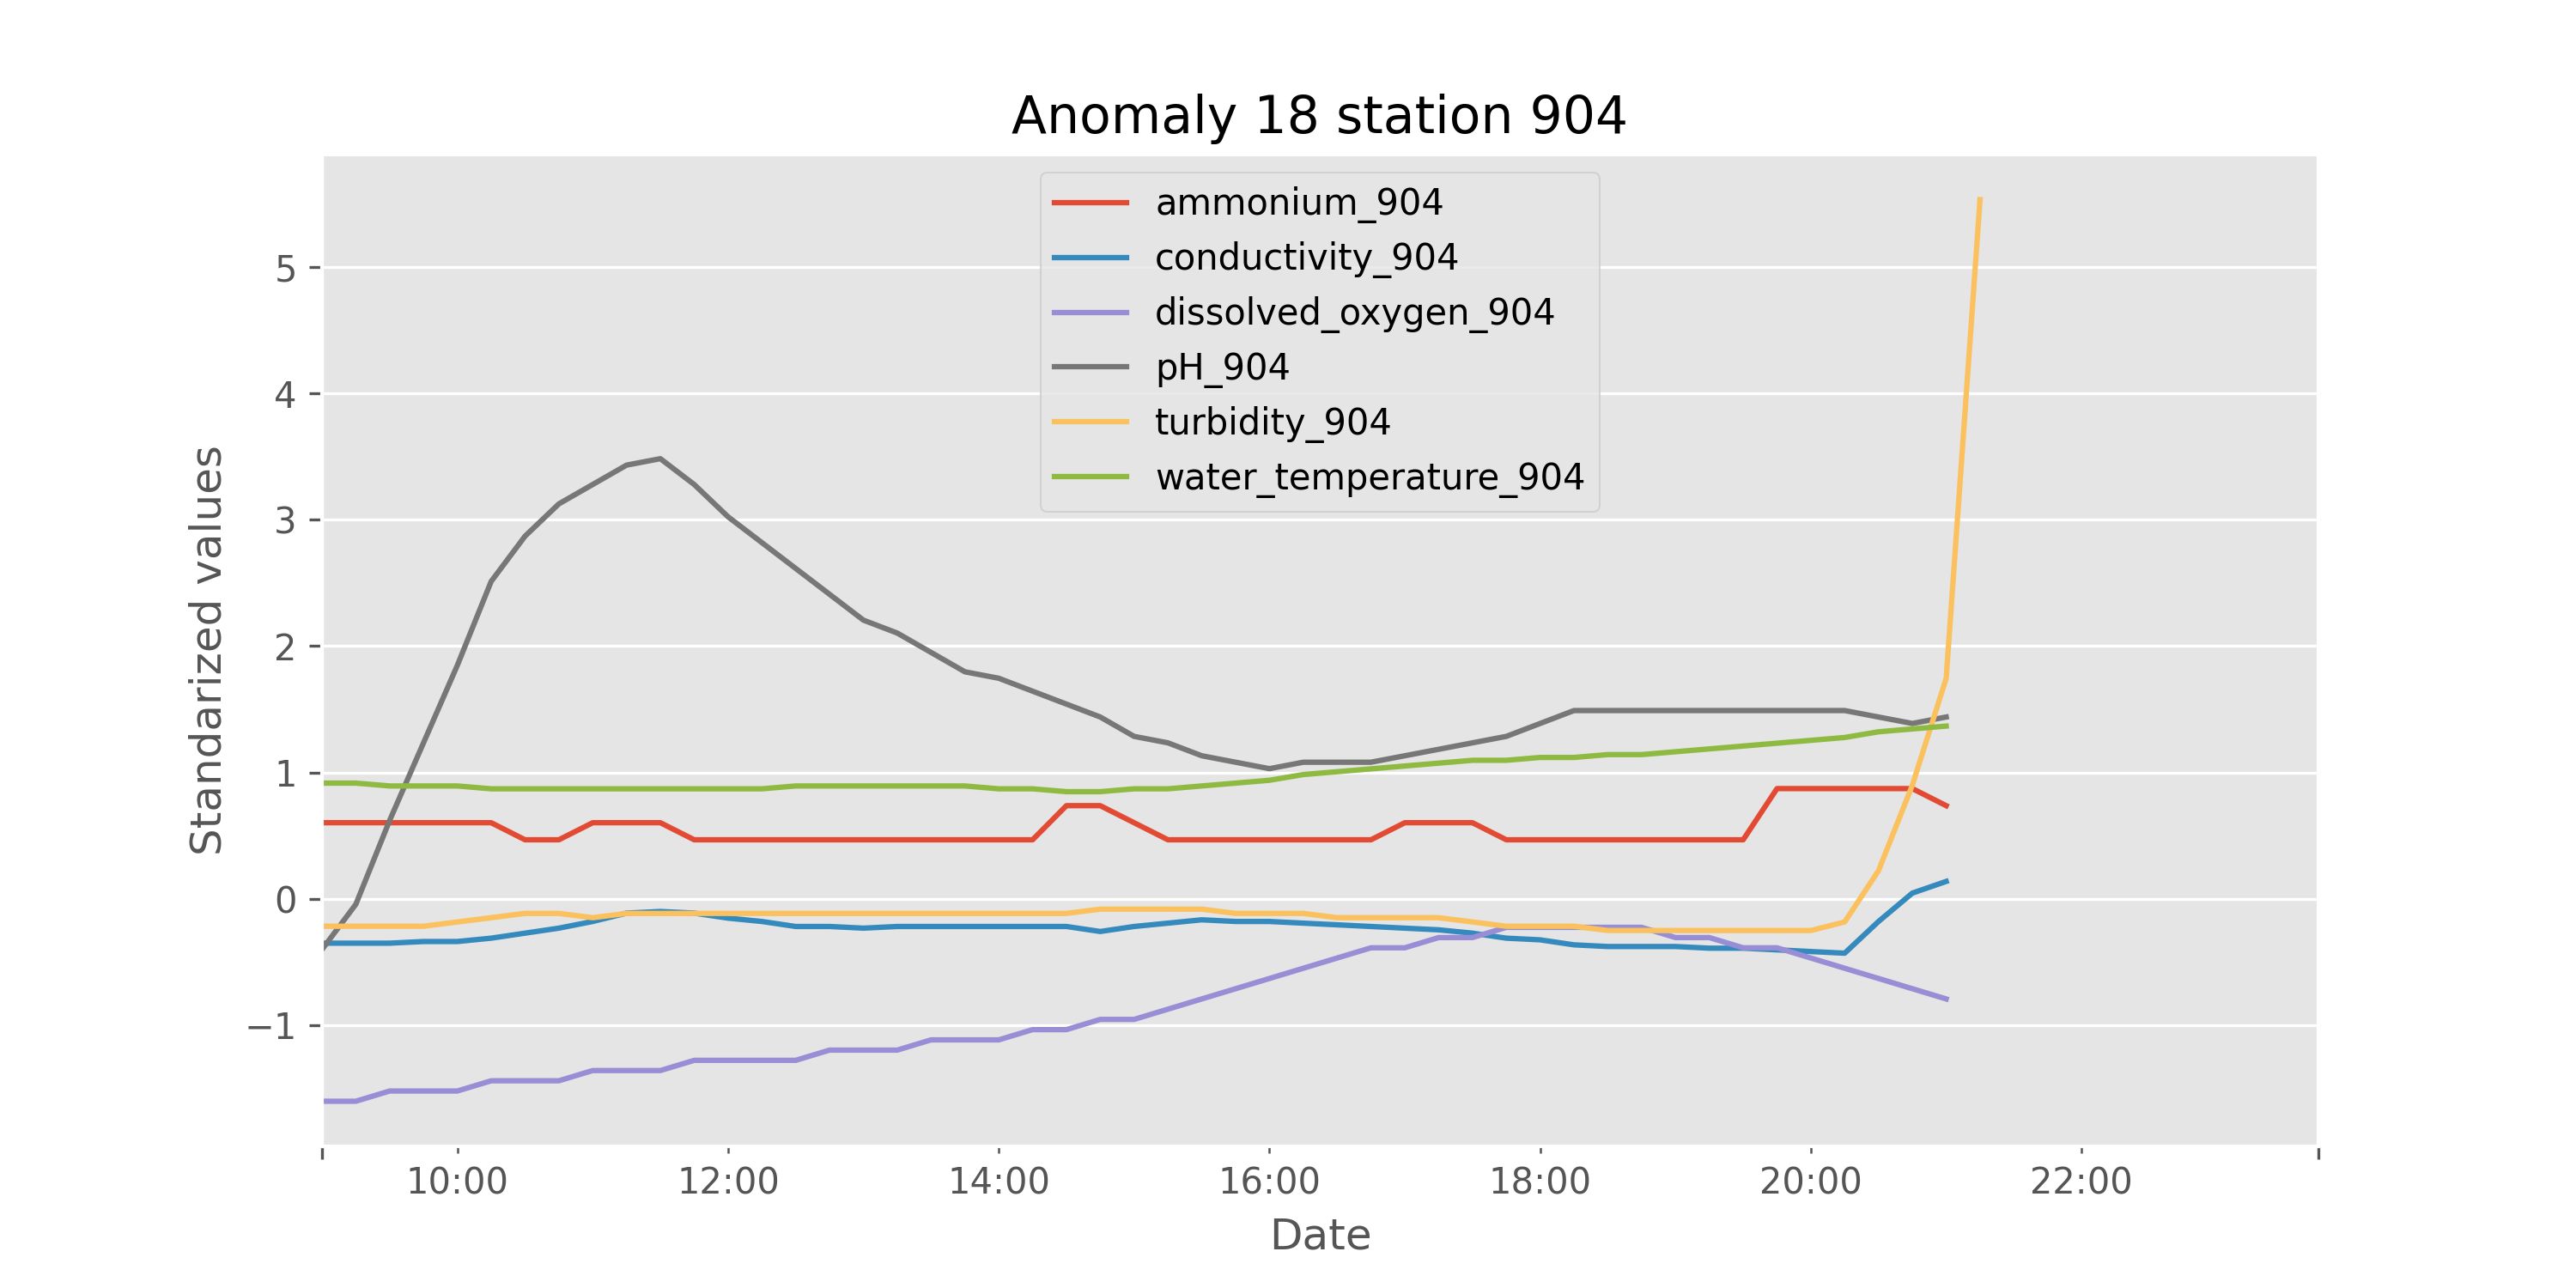 Anomaly 18 station 904
ammonium_904
conductivity_904
dissolved_oxygen_904
pH_904
turbidity_904
water_temperature_904
Standarized values
5
4
3
2
1
0
−1
10:00 12:00 14:00 16:00 18:00 20:00 22:00
Date